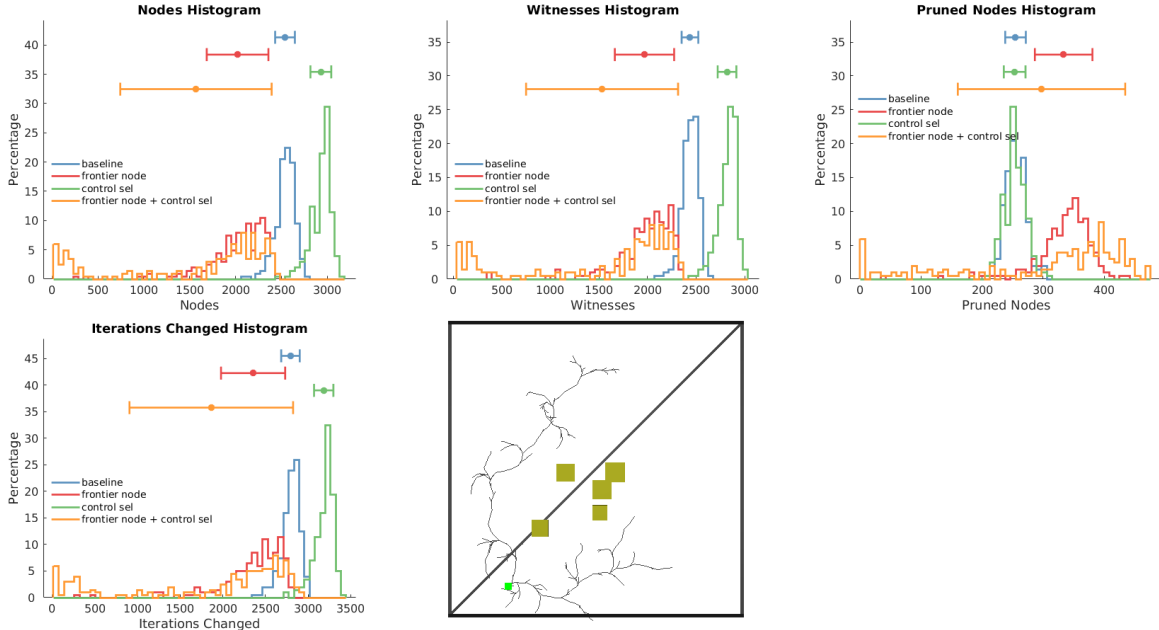 Nodes Histogram
Percentage
40
35
30
25
20
15
10
5
0
baseline
frontier node
control sel
frontier node + control sel
0 500 1000 1500 2000 2500 3000
Nodes
Witnesses Histogram
Percentage
35
30
25
20
15
10
5
0
baseline
frontier node
control sel
frontier node + control sel
0 500 1000 1500 2000 2500 3000
Witnesses
Pruned Nodes Histogram
Percentage
35
30
25
20
15
10
5
0
baseline
frontier node
control sel
frontier node + control sel
0 100 200 300 400
Pruned Nodes
Iterations Changed Histogram
Percentage
45
40
35
30
25
20
15
10
5
0
baseline
frontier node
control sel
frontier node + control sel
0 500 1000 1500 2000 2500 3000 3500
Iterations Changed